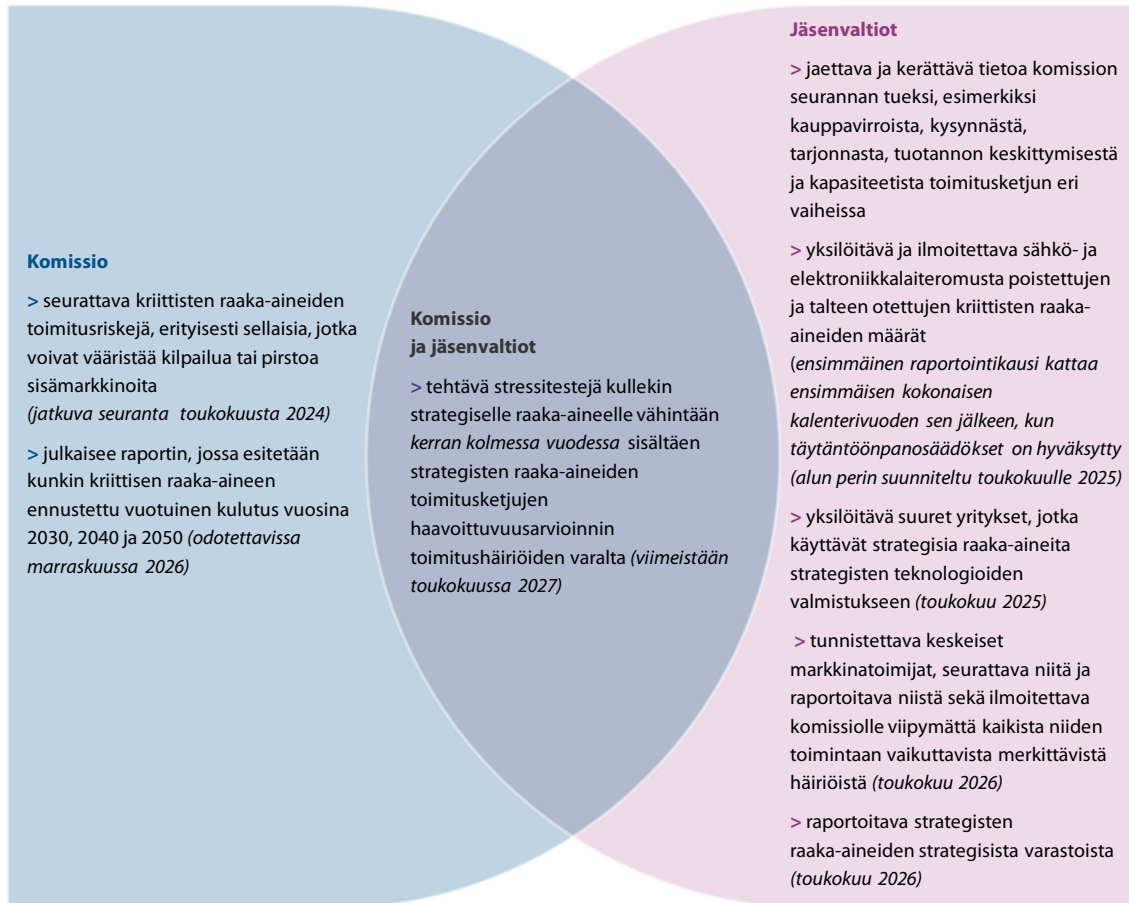 Komissio
> seurattava kriittisten raaka-aineiden
toimitusriskejä, erityisesti sellaisia, jotka
voivat vääristää kilpailua tai pirstoa
sisämarkkinoita
(jatkuva seuranta toukokuusta 2024)
> julkaisee raportin, jossa esitetään
kunkin kriittisen raaka-aineen
ennustettu vuotuinen kulutus vuosina
2030, 2040 ja 2050 (odotettavissa
marraskuussa 2026)
Komissio
ja jäsenvaltiot
> tehtävä stressitestejä kullekin
strategiselle raaka-aineelle vähintään
kerran kolmessa vuodessa sisältäen
strategisten raaka-aineiden
toimitusketjujen
haavoittuvuusarvioinnin
toimitushäiriöiden varalta (viimeistään
toukokuussa 2027)
Jäsenvaltiot
> jaettava ja kerättävä tietoa komission
seurannan tueksi, esimerkiksi
kauppavirroista, kysynnästä,
tarjonnasta, tuotannon keskittymisestä
ja kapasiteetista toimitusketjun eri
vaiheissa
> yksilöitävä ja ilmoitettava sähkö- ja
elektroniikkalaiteromusta poistettujen
ja talteen otettujen kriittisten raaka-
aineiden määrät
(ensimmäinen raportointikausi kattaa
ensimmäisen kokonaisen
kalenterivuoden sen jälkeen, kun
täytäntöönpanosäädökset on hyväksytty
(alun perin suunniteltu toukokuulle 2025)
> yksilöitävä suuret yritykset, jotka
käyttävät strategisia raaka-aineita
strategisten teknologioiden
valmistukseen (toukokuu 2025)
> tunnistettava keskeiset
markkinatoimijat, seurattava niitä ja
raportoitava niistä sekä ilmoitettava
komissiolle viipymättä kaikista niiden
toimintaan vaikuttavista merkittävistä
häiriöistä (toukokuu 2026)
> raportoitava strategisten
raaka-aineiden strategisista varastoista
(toukokuu 2026)